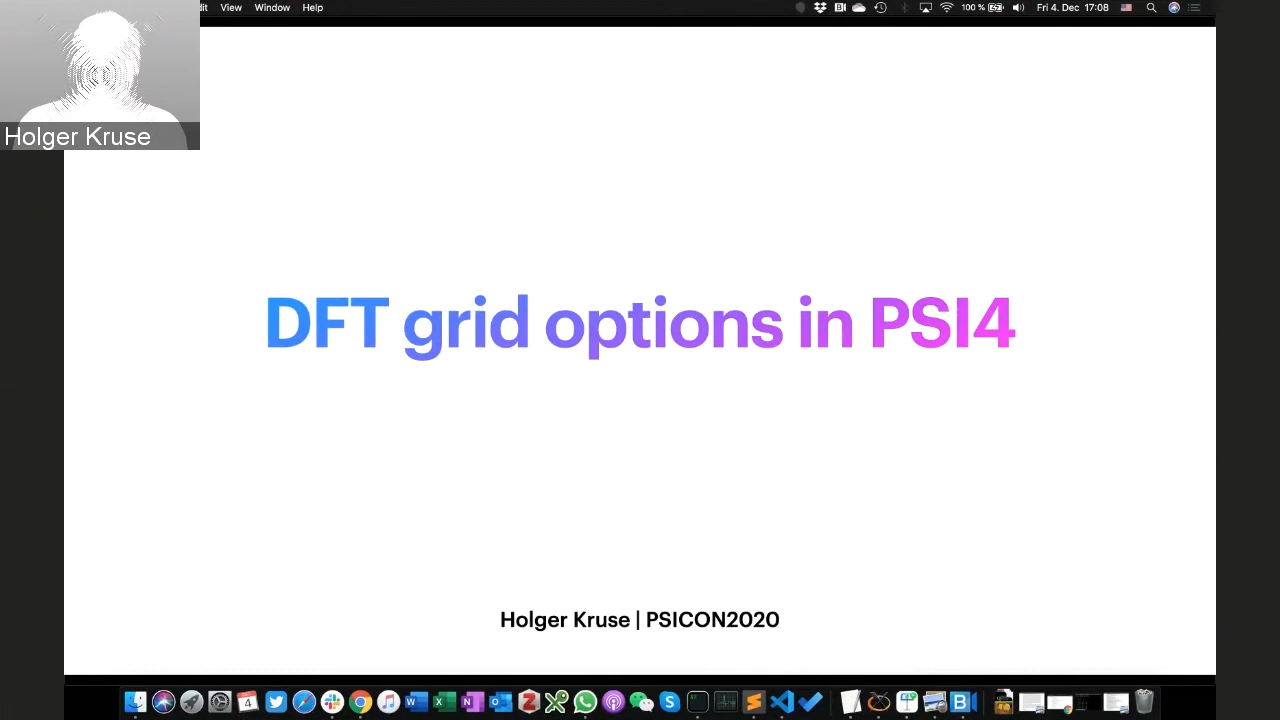 dit View Window Help
100 % Fri 4. Dec 17:08
Holger Kruse
DFT grid options in PSI4
Holger Kruse | PSICON2020
4